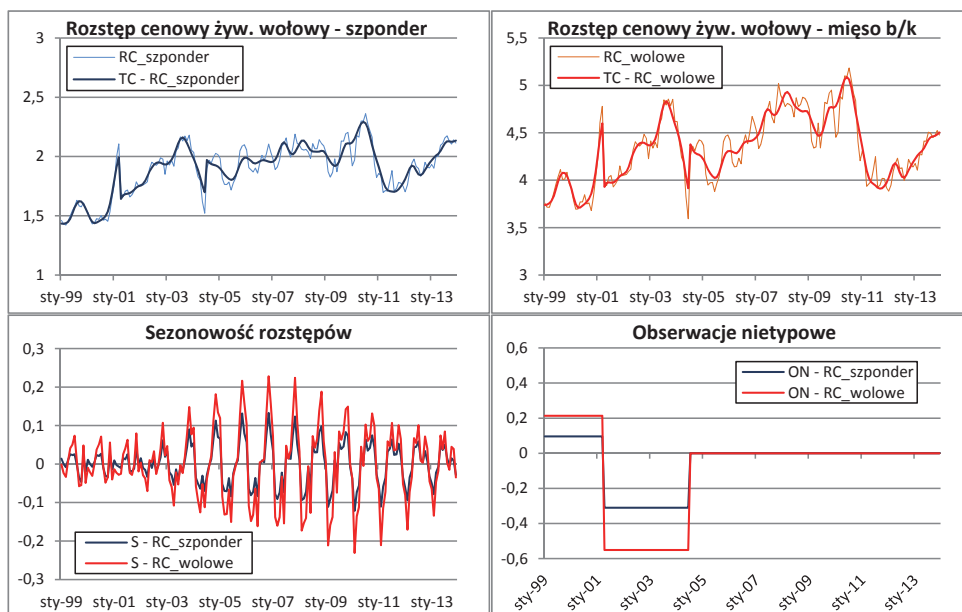 Rozstęp cenowy żyw. wołowy - szponder
3
2,5
2
1,5
1
RC_szponder
TC - RC_szponder
sty-99 sty-01 sty-03 sty-05 sty-07 sty-09 sty-11 sty-13
Rozstęp cenowy żyw. wołowy - mięso b/k
5,5
5
4,5
4
3,5
3
RC_wolowe
TC - RC_wolowe
sty-99 sty-01 sty-03 sty-05 sty-07 sty-09 sty-11 sty-13
Sezonowość rozstępów
0,3
0,2
0,1
0
-0,1
-0,2
-0,3
S - RC_szponder
S - RC_wolowe
sty-99 sty-01 sty-03 sty-05 sty-07 sty-09 sty-11 sty-13
Obserwacje nietypowe
0,6
0,4
0,2
0
-0,2
-0,4
-0,6
ON - RC_szponder
ON - RC_wolowe
sty-99 sty-01 sty-03 sty-05 sty-07 sty-09 sty-11 sty-13